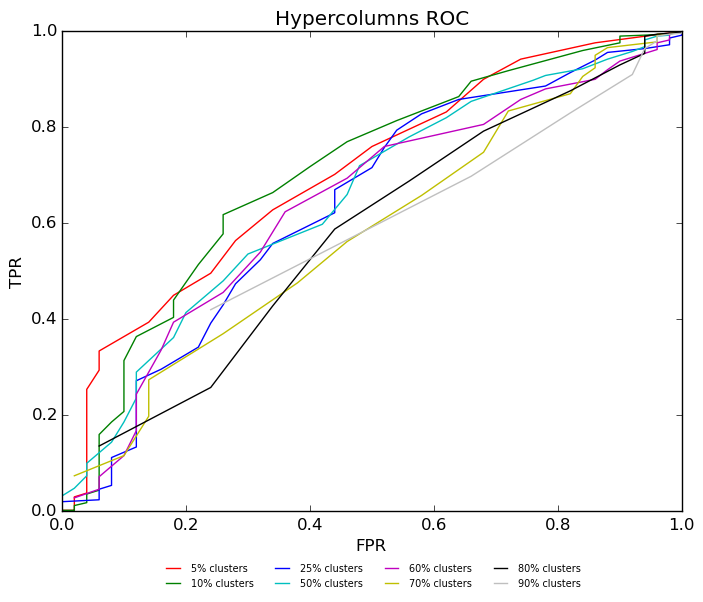 Hypercolumns ROC
1.0
0.8
0.6
0.4
0.2
0.0
TPR
0.0 0.2 0.4 0.6 0.8 1.0
FPR
5% clusters 25% clusters 60% clusters 80% clusters
10% clusters 50% clusters 70% clusters 90% clusters